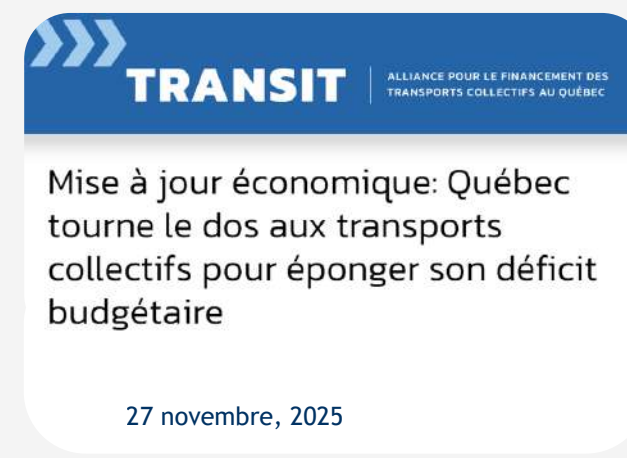 TRANSIT
ALLIANCE POUR LE FINANCEMENT DES
TRANSPORTS COLLECTIFS AU QUÉBEC
Mise à jour économique: Québec
tourne le dos aux transports
collectifs pour éponger son déficit
budgétaire
27 novembre, 2025